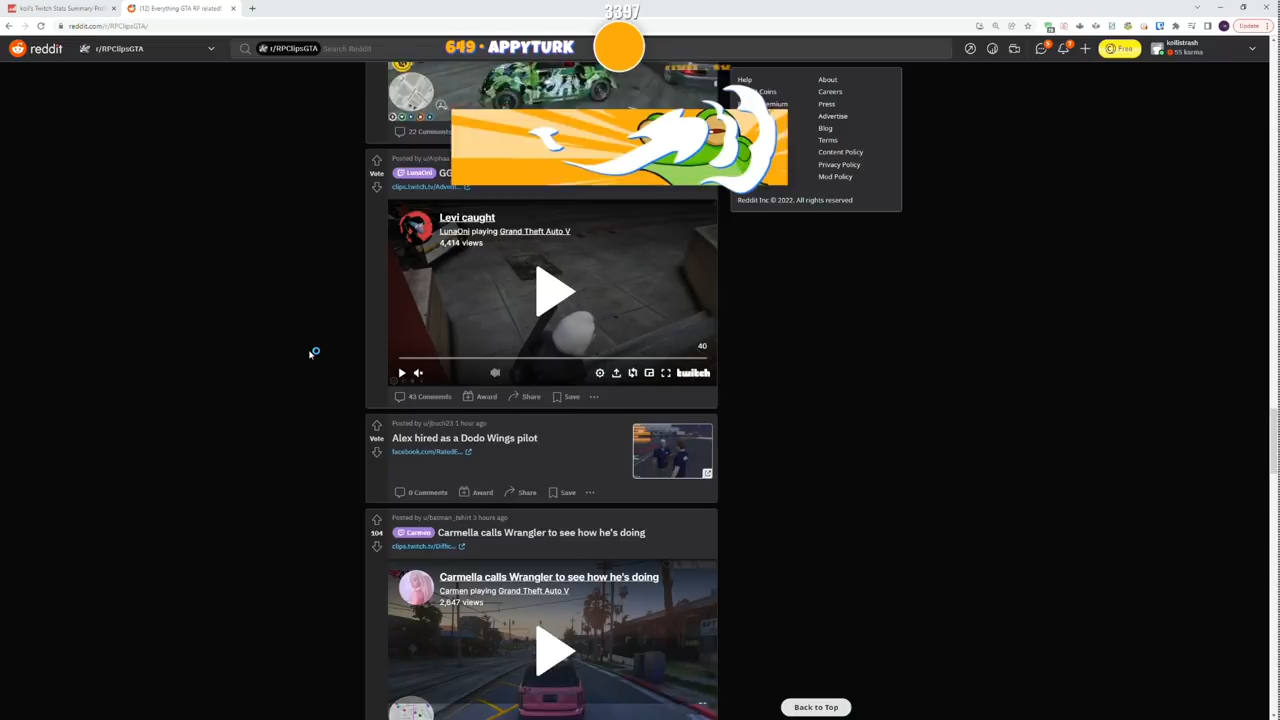 3397
koil's Twitch Stats Summary Prof
(12) Everything GTA RP related!
reddit.com/r/RPClipsGTA/
Update
reddit
r/RPClipsGTA
r/RPClipsGTA
Search Reddit
649 · APPYTURK
Free
kollistrash
55 karma
22 Comments
Help
About
Coins
Careers
Press
Advertise
Blog
Terms
Content Policy
Privacy Policy
Mod Policy
Reddit Inc © 2022. All rights reserved
Vote
Posted by u/Alphaa
LunaOni
clips.twitch.tv/Advent...
Levi caught
LunaOni playing Grand Theft Auto V
4,414 views
40
twitch
43 Comments
Award
Share
Save
Vote
Posted by u/jbuch23 1 hour ago
Alex hired as a Dodo Wings pilot
facebook.com/RatedE...
0 Comments
Award
Share
Save
104
Posted by u/batman_tshirt 3 hours ago
Carmen
Carmella calls Wrangler to see how he's doing
clips.twitch.tv/Diffic...
Carmella calls Wrangler to see how he's doing
Carmen playing Grand Theft Auto V
2,647 views
Back to Top